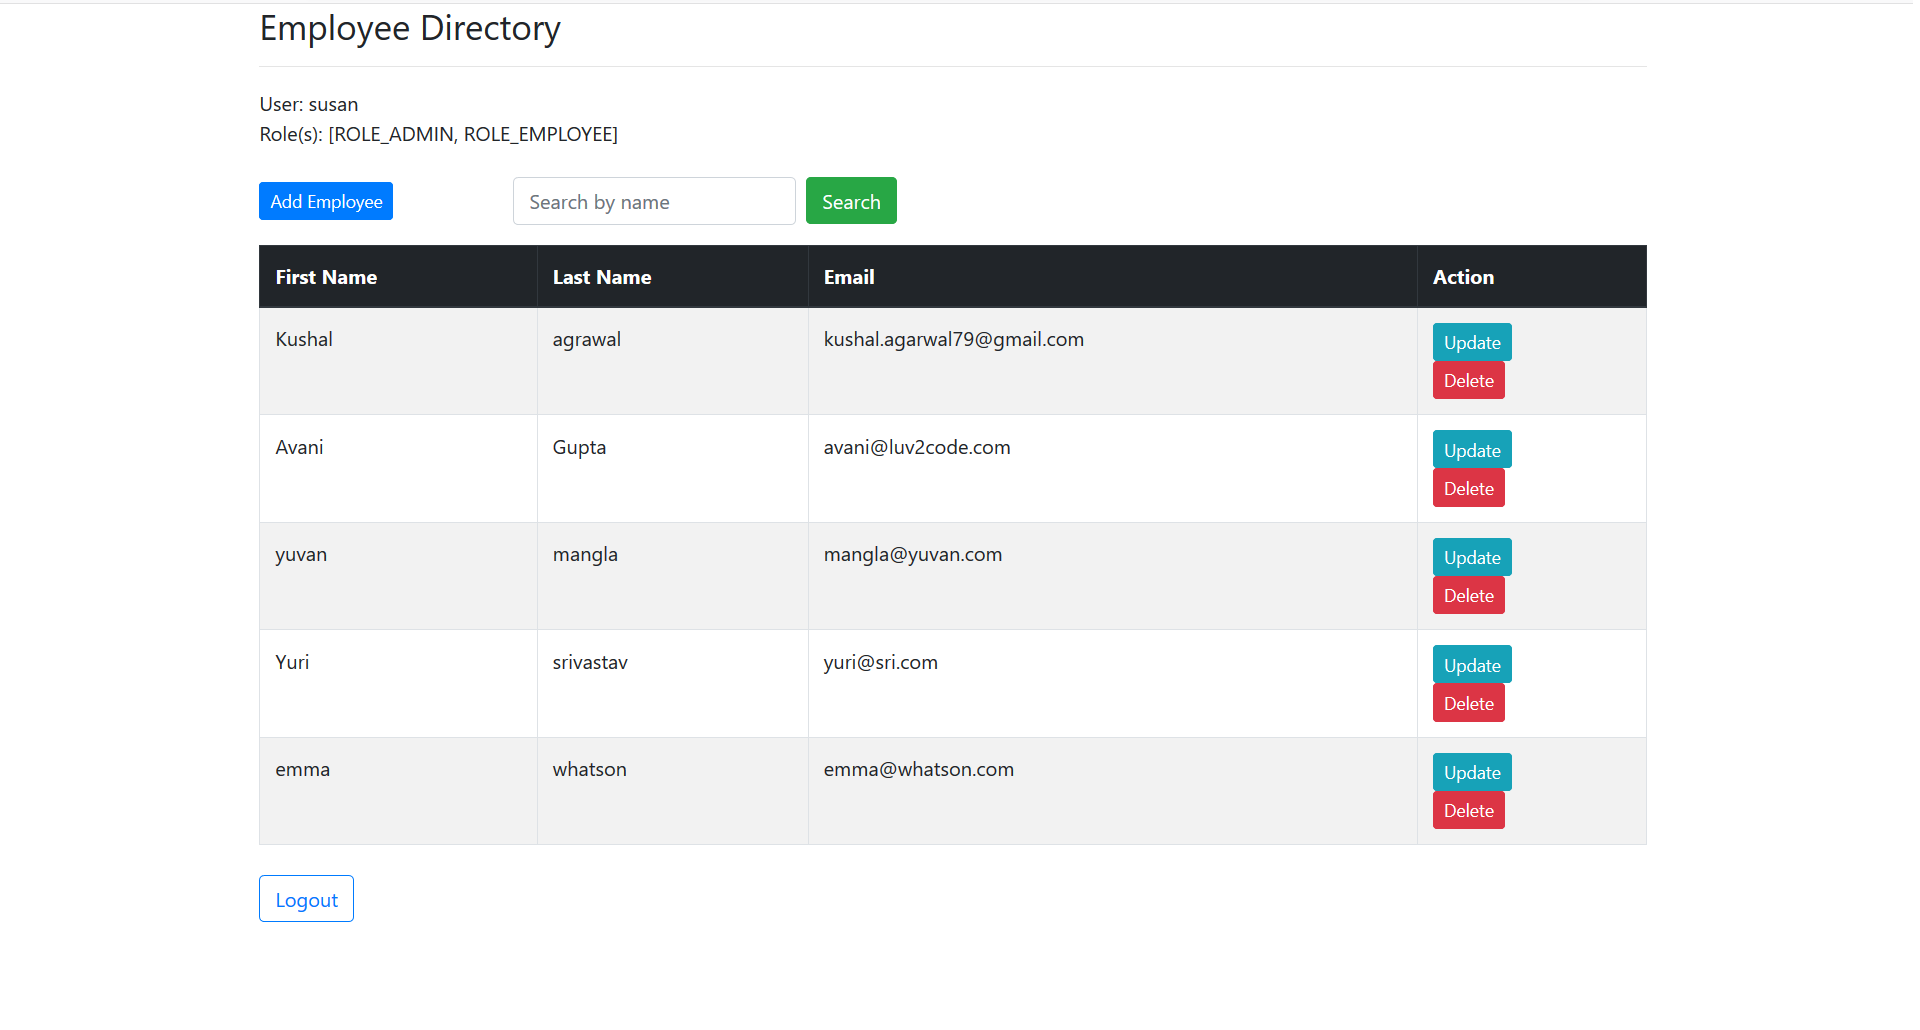 Employee Directory
User: susan
Role(s): [ROLE_ADMIN, ROLE_EMPLOYEE]
Add Employee Search by name Search
First Name Last Name Email Action
Kushal agrawal kushal.agarwal79@gmail.com Update
Delete
Avani Gupta avani@luv2code.com Update
Delete
yuvan mangla mangla@yuvan.com Update
Delete
Yuri srivastav yuri@sri.com Update
Delete
emma whatson emma@whatson.com Update
Delete
Logout